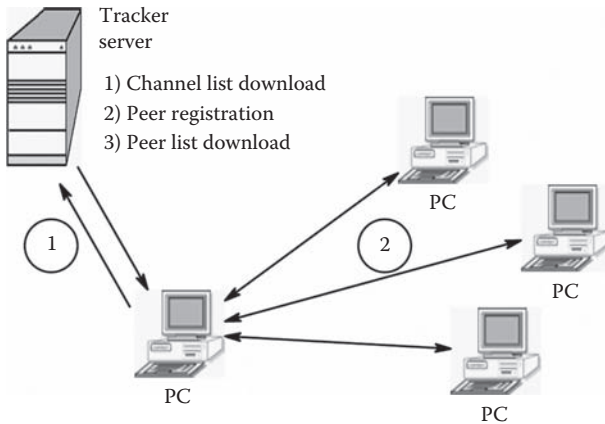 Tracker
server
1) Channel list download
2) Peer registration
3) Peer list download
PC
1
2
PC
PC
PC